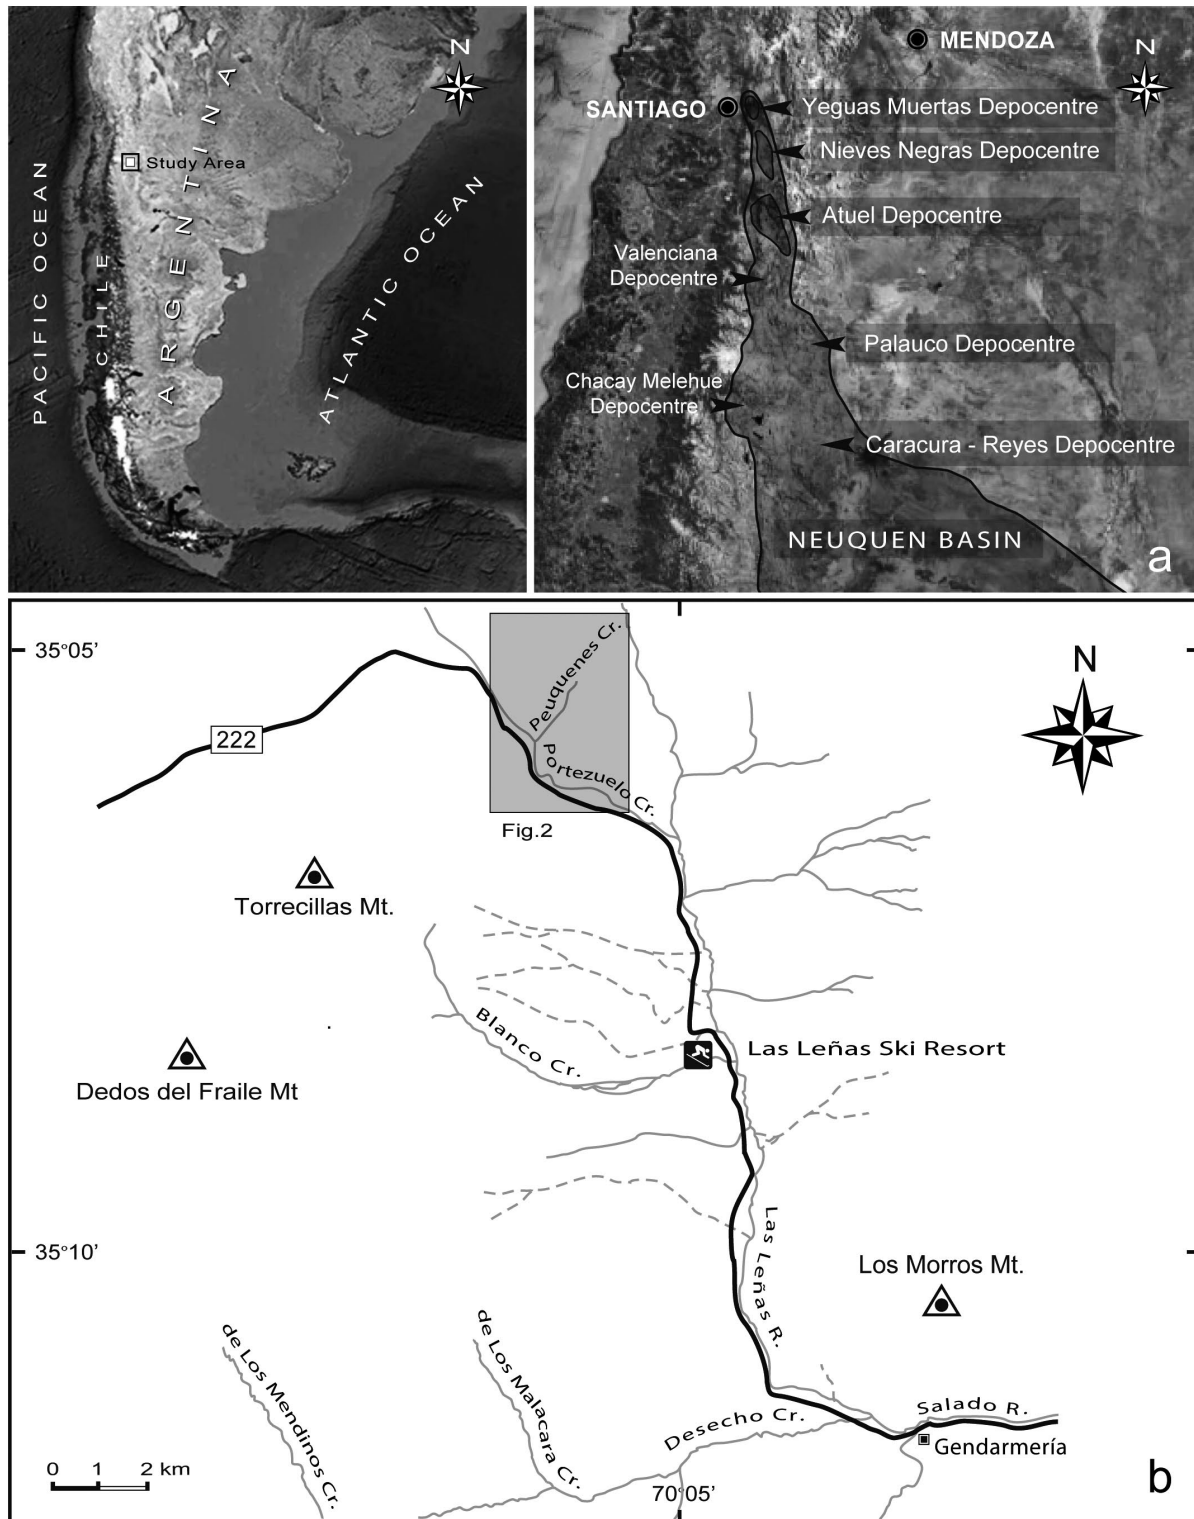 N
ARGENTINA
Study Area
PACIFIC OCEAN
CHILE
ATLANTIC OCEAN
N
MENDOZA
SANTIAGO
Yeguas Muertas Depocentre
Nieves Negras Depocentre
Atuel Depocentre
Valenciana
Depocentre
Palauco Depocentre
Chacay Melehue
Depocentre
Caracura - Reyes Depocentre
NEUQUEN BASIN
a
35°05’
N
Peuquenes Cr.
222
Portezuelo Cr.
Fig.2
Torrecillas Mt.
Blanco Cr.
Las Leñas Ski Resort
Dedos del Fraile Mt
Las Leñas R.
35°10’
Los Morros Mt.
de Los Mendinos Cr.
de Los Malacara Cr.
Desecho Cr.
Salado R.
Gendarmería
0 1 2 km
70°05’
b